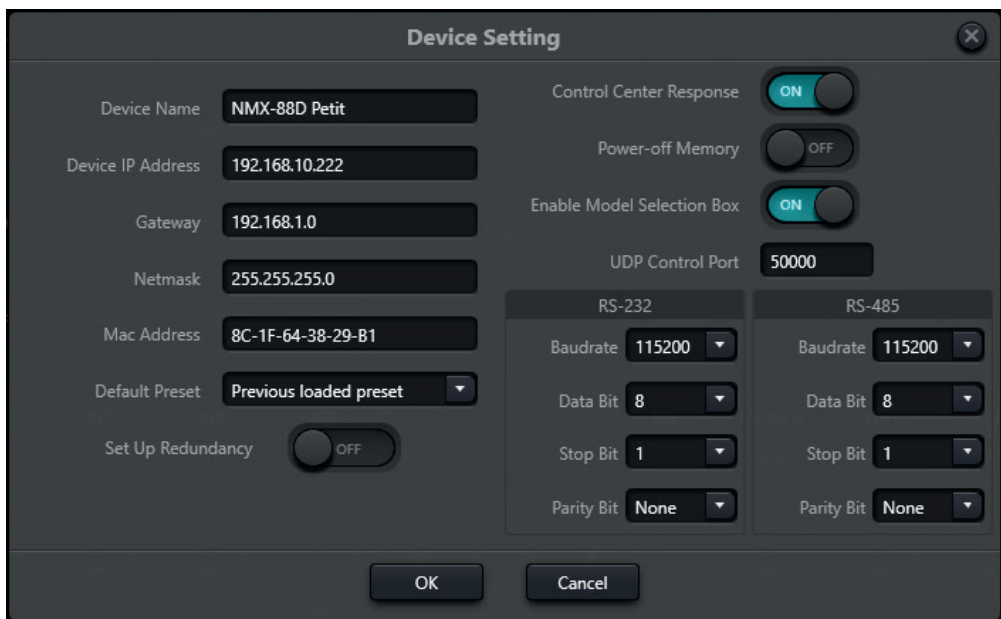 Device Setting
Device Name NMX-88D Petit
Device IP Address 192.168.10.222
Gateway 192.168.1.0
Netmask 255.255.255.0
Mac Address 8C-1F-64-38-29-B1
Default Preset Previous loaded preset
Set Up Redundancy OFF
Control Center Response ON
Power-off Memory OFF
Enable Model Selection Box ON
UDP Control Port 50000
RS-232
Baudrate 115200
Data Bit 8
Stop Bit 1
Parity Bit None
RS-485
Baudrate 115200
Data Bit 8
Stop Bit 1
Parity Bit None
OK
Cancel